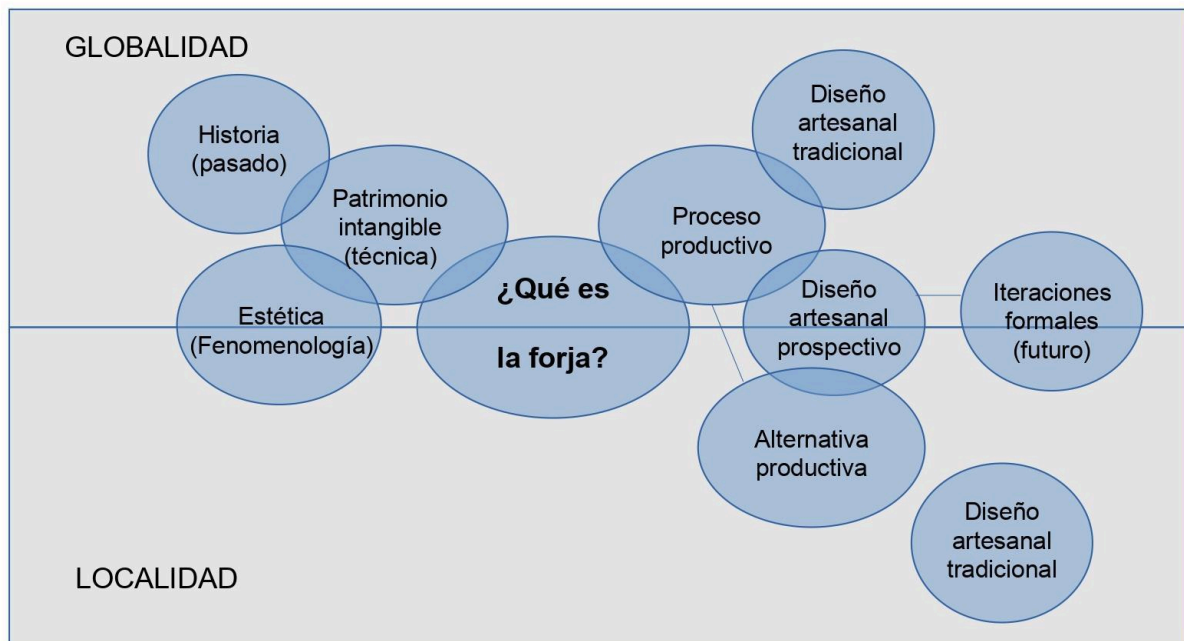 GLOBALIDAD
Historia
(pasado)
Patrimonio
intangible
(técnica)
Estética
(Fenomenología)
¿Qué es
la forja?
Proceso
productivo
Diseño
artesanal
tradicional
Diseño
artesanal
prospectivo
Iteraciones
formales
(futuro)
Alternativa
productiva
Diseño
artesanal
tradicional
LOCALIDAD